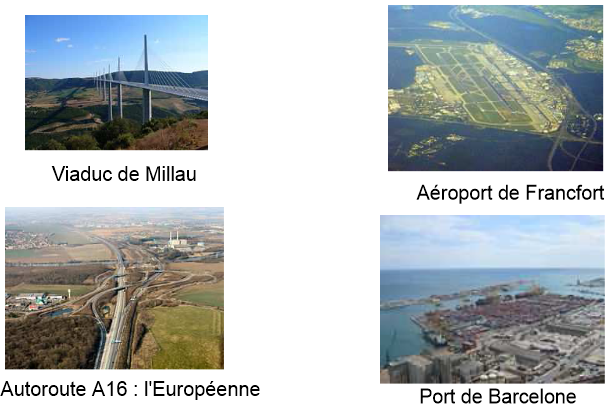 Viaduc de Millau
Aéroport de Francfort
Autoroute A16 : l'Européenne
Port de Barcelone